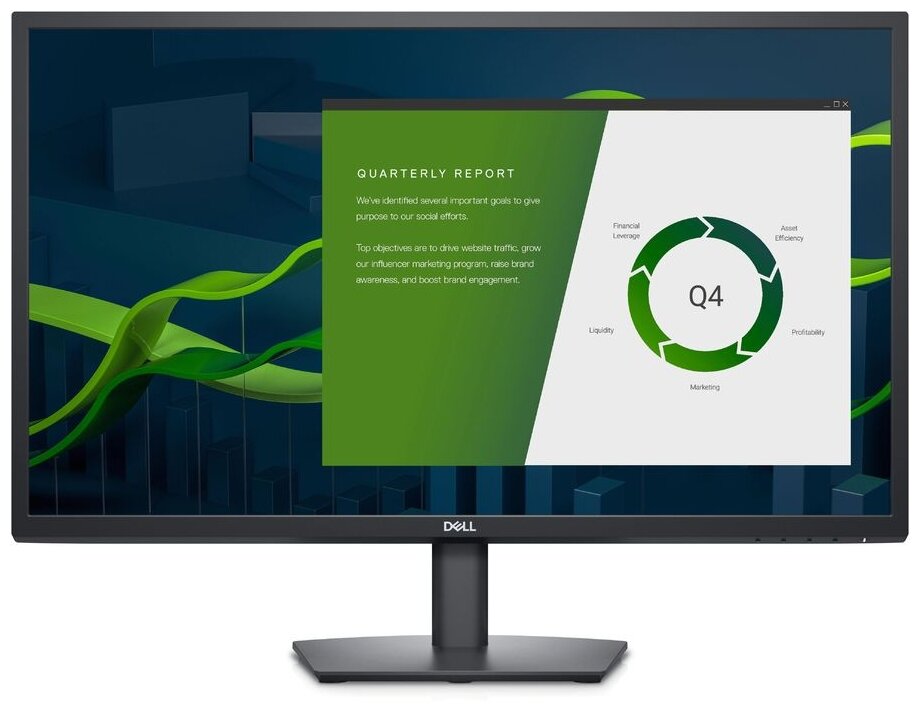 QUARTERLY REPORT
We've identified several important goals to give
purpose to our social efforts.
Top objectives are to drive website traffic, grow
our influencer marketing program, raise brand
awareness, and boost brand engagement.
Financial
Leverage
Asset
Efficiency
Q4
Liquidity
Profitability
Marketing
DELL